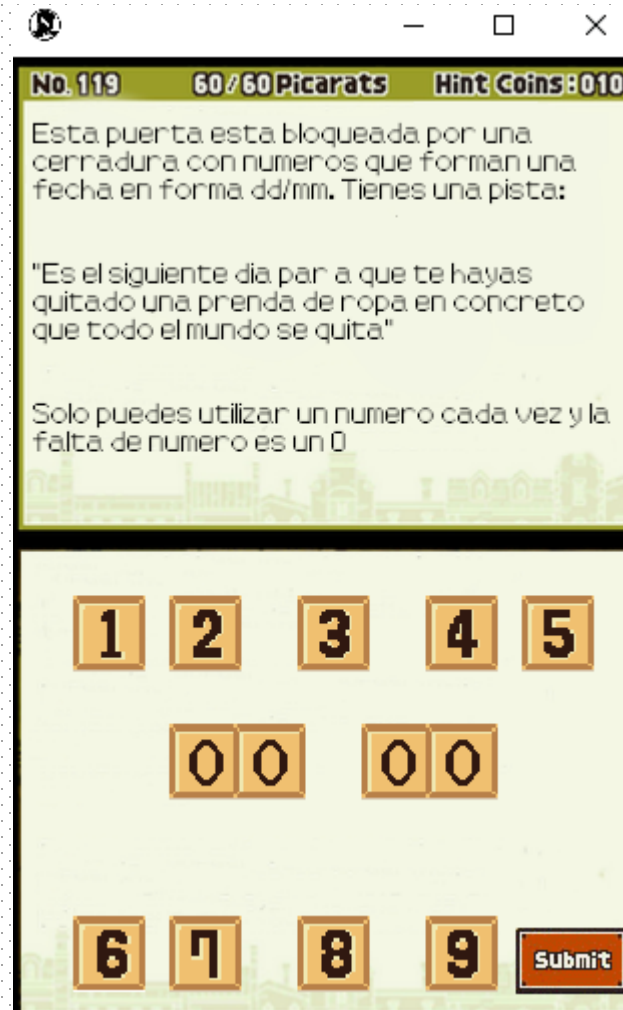 No. 119 60/60 Picarats Hint Coins:010
Esta puerta esta bloqueada por una
cerradura con numeros que forman una
fecha en forma dd/mm. Tienes una pista:
"Es el siguiente dia par a que te hayas
quitado una prenda de ropa en concreto
que todo el mundo se quita"
Solo puedes utilizar un numero cada vez y la
falta de numero es un 0
1 2 3 4 5
0 0 0 0
6 7 8 9 Submit